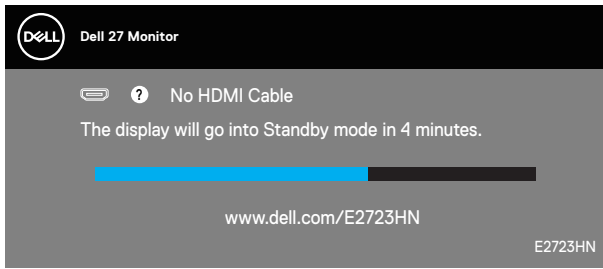 DELL
Dell 27 Monitor
? No HDMI Cable
The display will go into Standby mode in 4 minutes.
www.dell.com/E2723HN
E2723HN